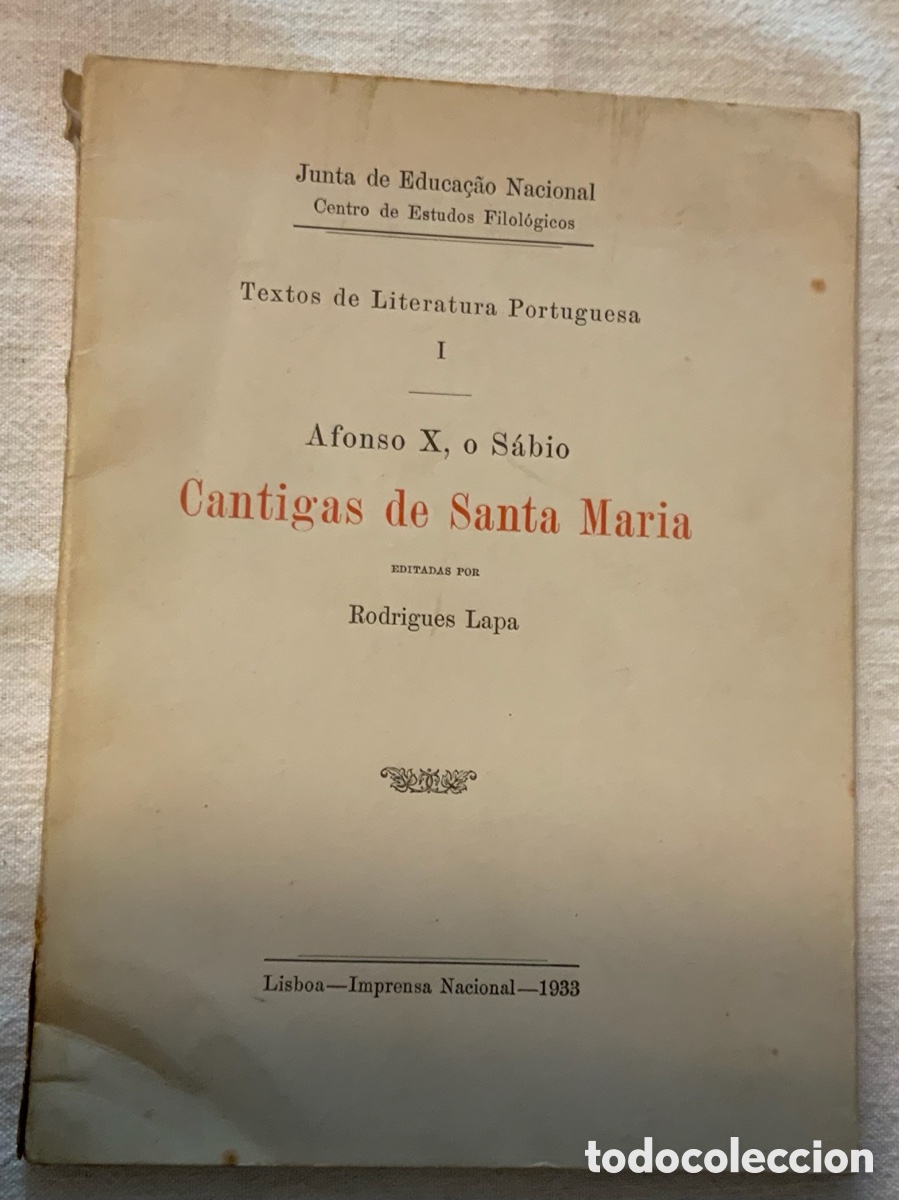 Junta de Educação Nacional
Centro de Estudos Filológicos
Textos de Literatura Portuguesa
I
Afonso X, o Sábio
Cantigas de Santa Maria
EDITADAS POR
Rodrigues Lapa
Lisboa—Imprensa Nacional—1933
todocoleccion